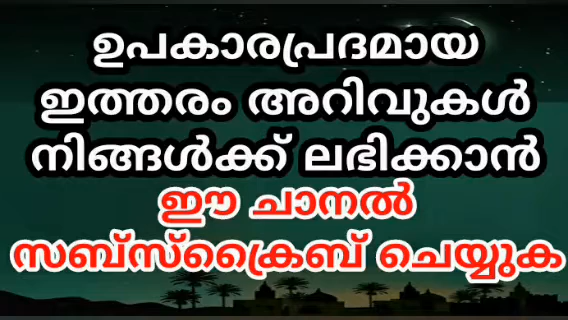 ഉപകാരപ്രദമായ
ഇത്തരം അറിവുകൾ
നിങ്ങൾക്ക് ലഭിക്കാൻ
ഈ ചാനൽ
സബ്സ്ക്രൈബ് ചെയ്യുക